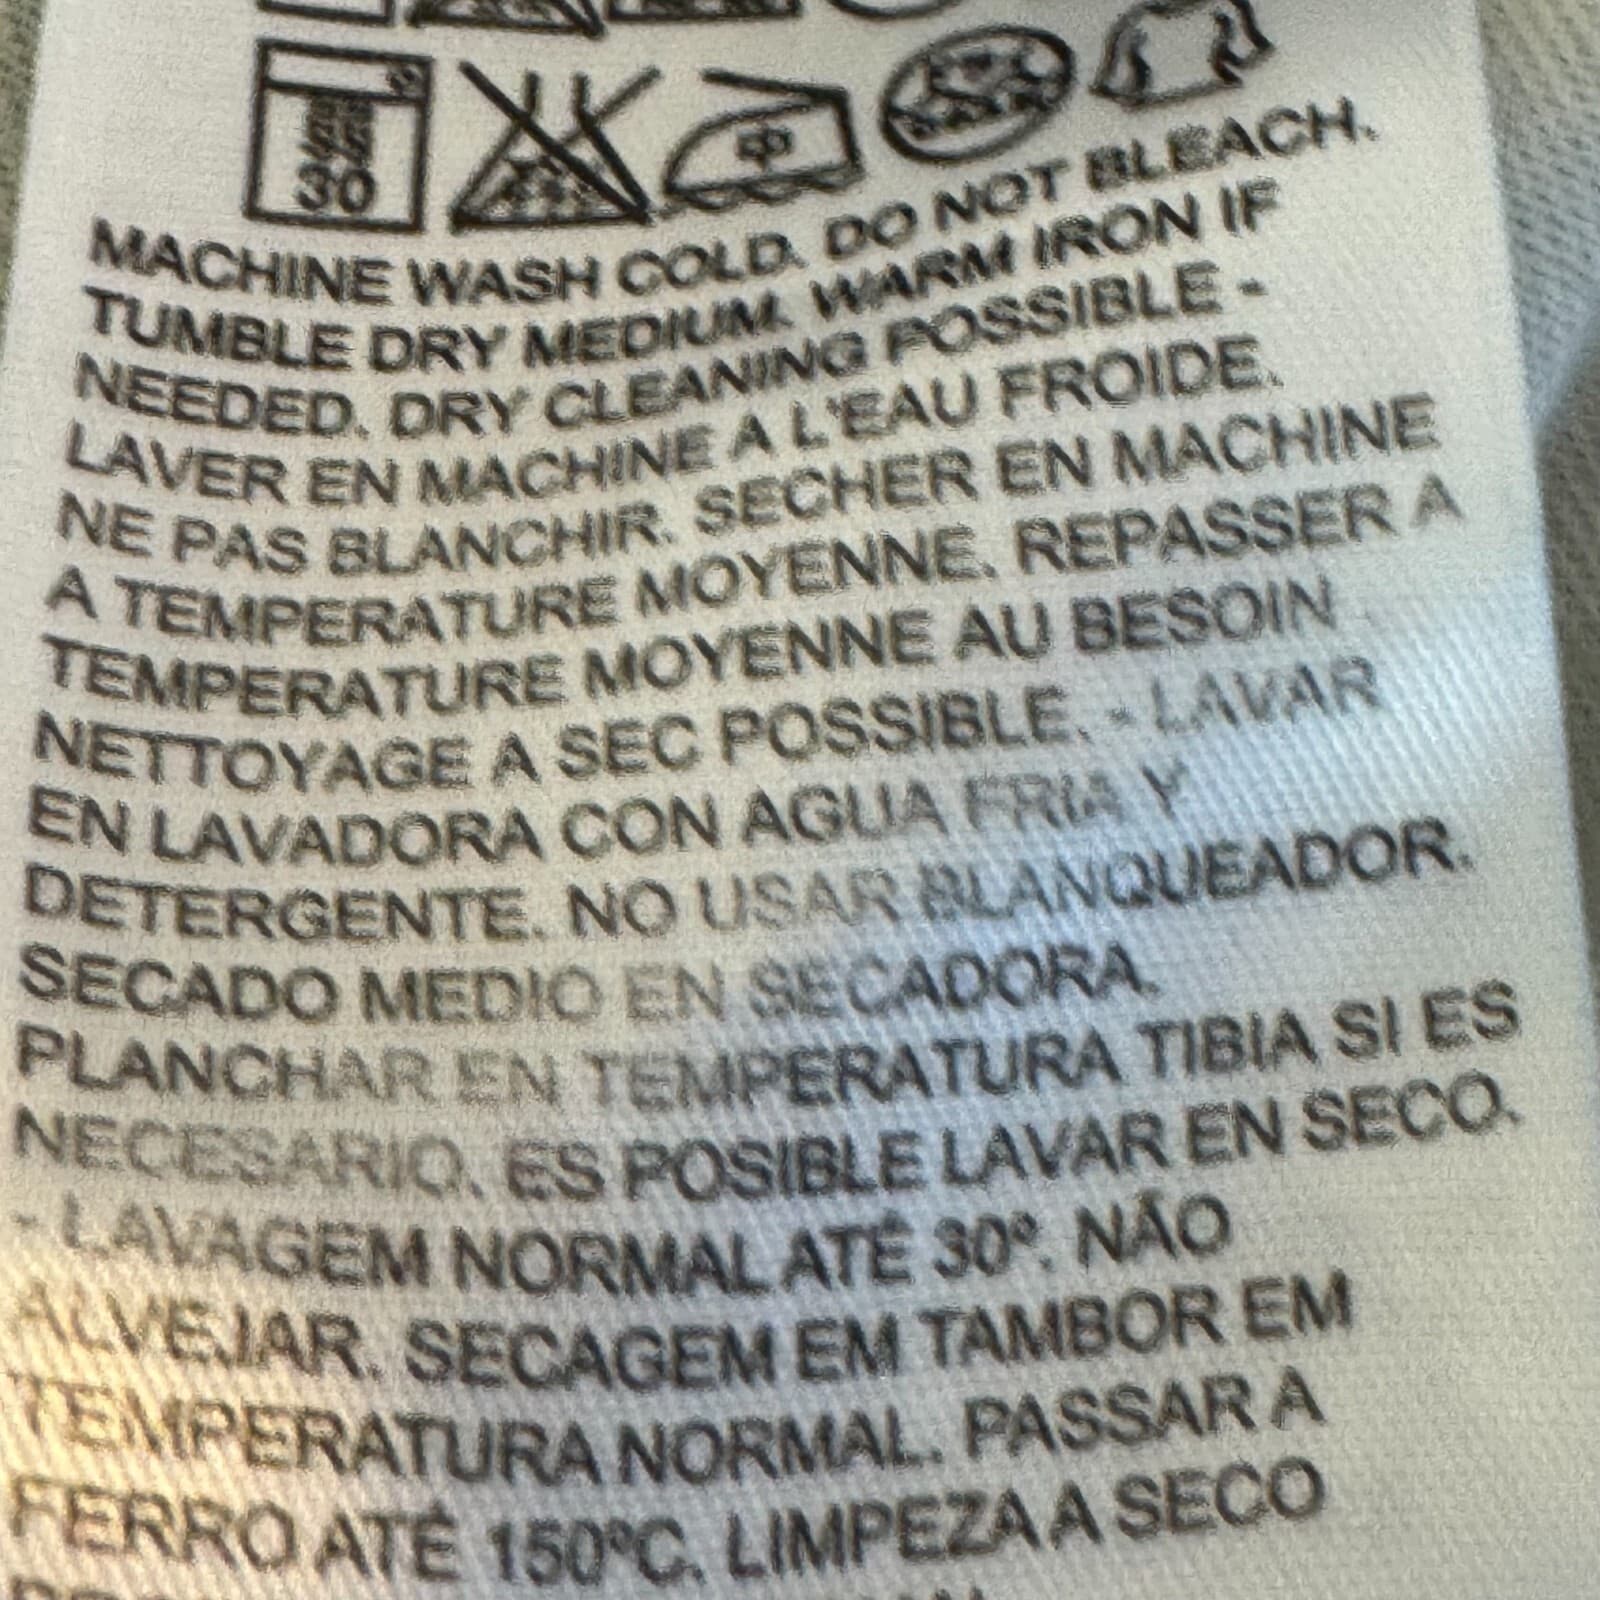 30
MACHINE WASH COLD. DO NOT BLEACH.
TUMBLE DRY MEDIUM. WARM IRON IF
NEEDED. DRY CLEANING POSSIBLE -
LAVER EN MACHINE A L'EAU FROIDE.
NE PAS BLANCHIR. SECHER EN MACHINE
A TEMPERATURE MOYENNE. REPASSER A
TEMPERATURE MOYENNE AU BESOIN
NETTOYAGE A SEC POSSIBLE. - LAVAR
EN LAVADORA CON AGUA FRIA Y
DETERGENTE. NO USAR BLANQUEADOR.
SECADO MEDIO EN SECADORA.
PLANCHAR EN TEMPERATURA TIBIA SI ES
NECESARIO. ES POSIBLE LAVAR EN SECO.
- LAVAGEM NORMAL ATÉ 30º. NÃO
ALVEJAR. SECAGEM EM TAMBOR EM
TEMPERATURA NORMAL. PASSAR A
FERRO ATÉ 150ºC. LIMPEZA A SECO